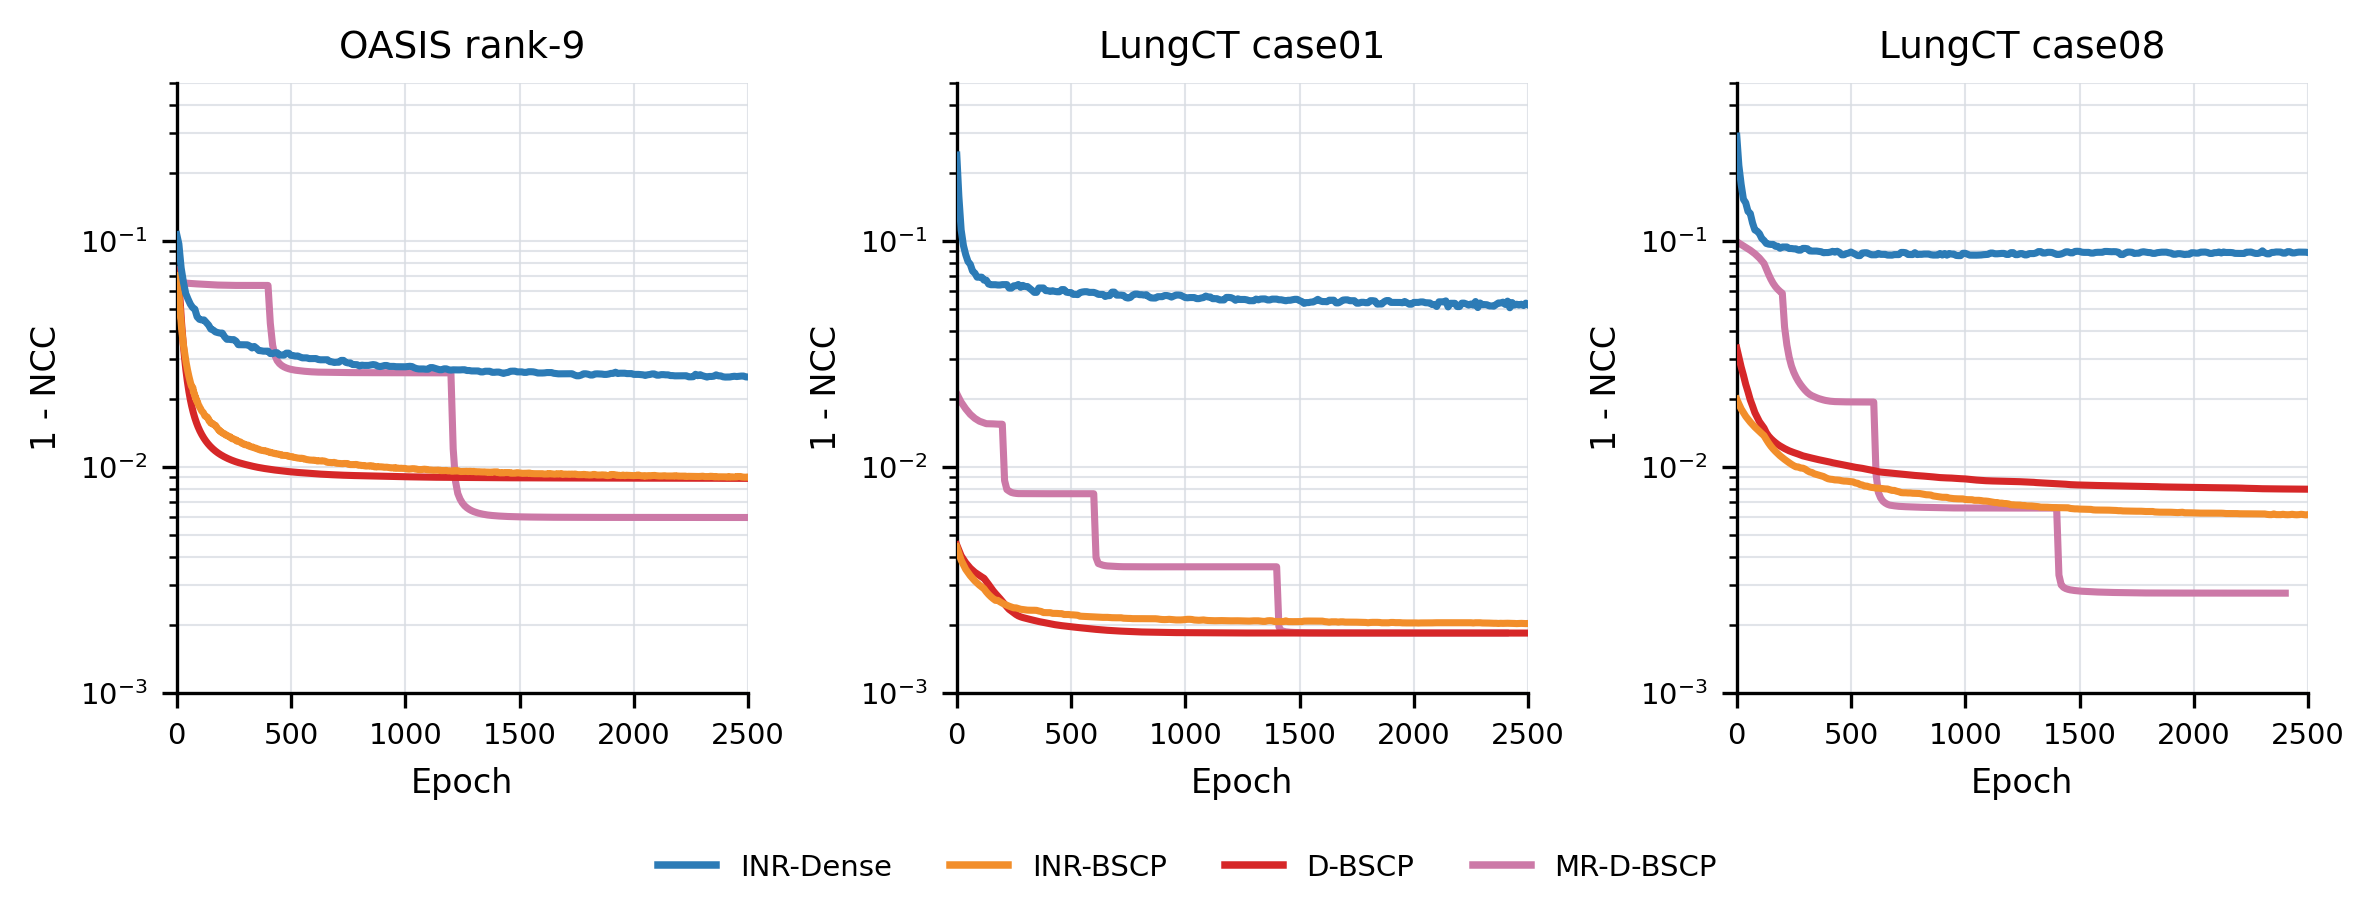 OASIS rank-9
LungCT case01
LungCT case08
1 - NCC
10⁻¹
10⁻²
10⁻³
0 500 1000 1500 2000 2500
Epoch
1 - NCC
10⁻¹
10⁻²
10⁻³
0 500 1000 1500 2000 2500
Epoch
1 - NCC
10⁻¹
10⁻²
10⁻³
0 500 1000 1500 2000 2500
Epoch
INR-Dense INR-BSCP D-BSCP MR-D-BSCP